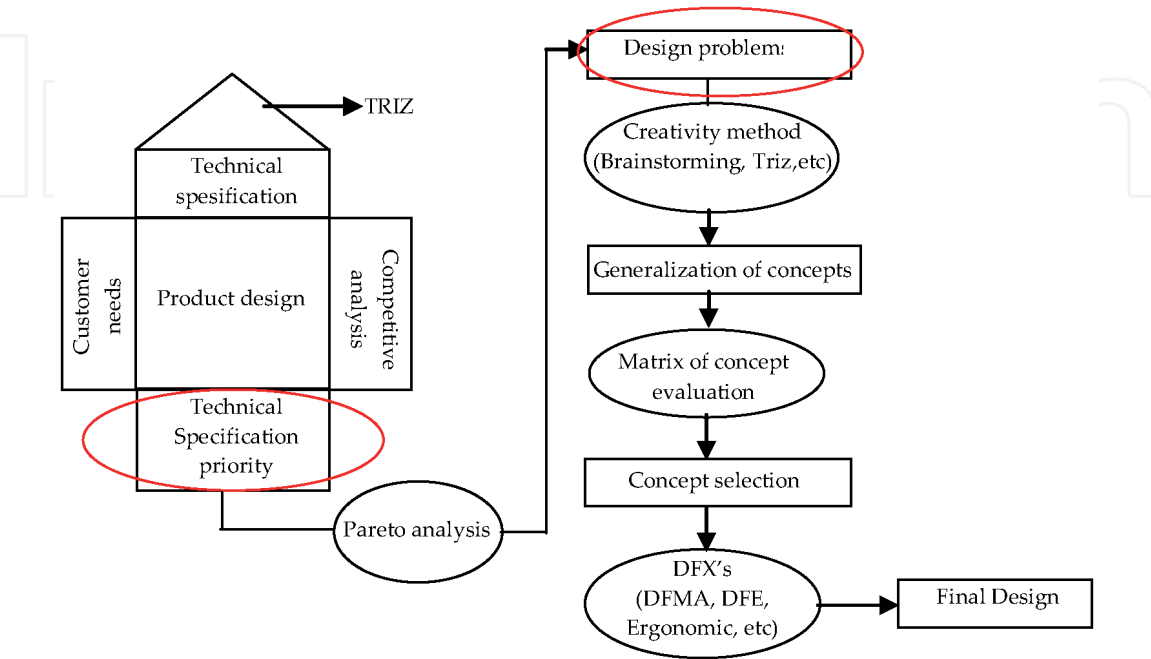 TRIZ
Technical
spesification
Customer
needs
Product design
Competitive
analysis
Technical
Specification
priority
Pareto analysis
Design problem
Creativity method
(Brainstorming, Triz,etc)
Generalization of concepts
Matrix of concept
evaluation
Concept selection
DFX's
(DFMA, DFE,
Ergonomic, etc)
Final Design